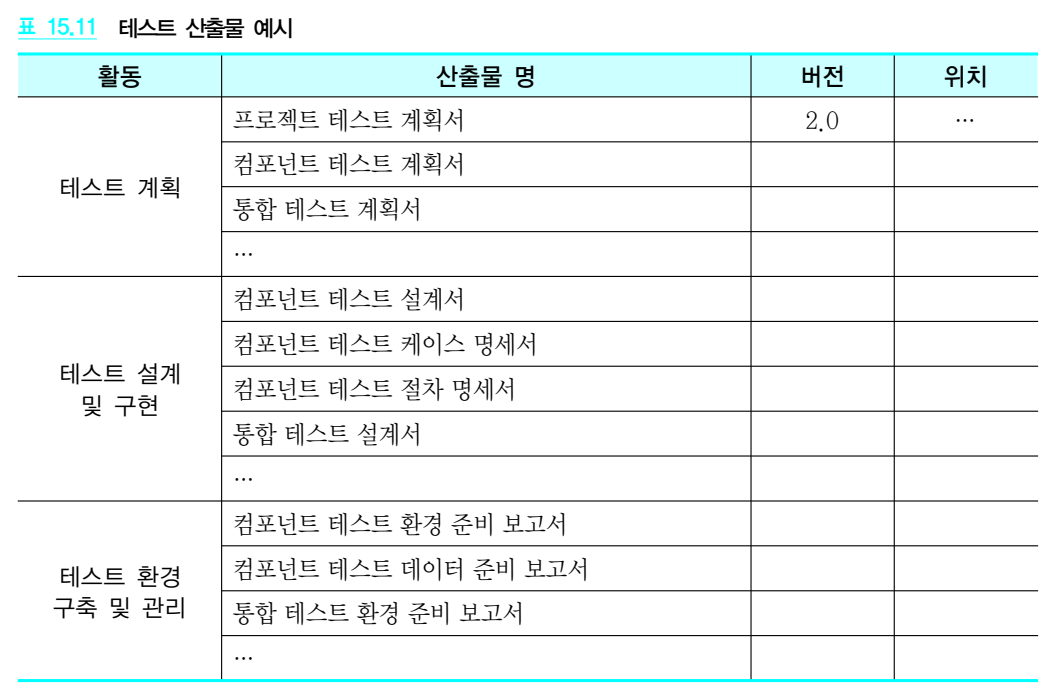 표 15.11 테스트 산출물 예시
활동 산출물 명 버전 위치
테스트 계획
프로젝트 테스트 계획서 2.0 …
컴포넌트 테스트 계획서
통합 테스트 계획서
…
테스트 설계
및 구현
컴포넌트 테스트 설계서
컴포넌트 테스트 케이스 명세서
컴포넌트 테스트 절차 명세서
통합 테스트 설계서
…
테스트 환경
구축 및 관리
컴포넌트 테스트 환경 준비 보고서
컴포넌트 테스트 데이터 준비 보고서
통합 테스트 환경 준비 보고서
…